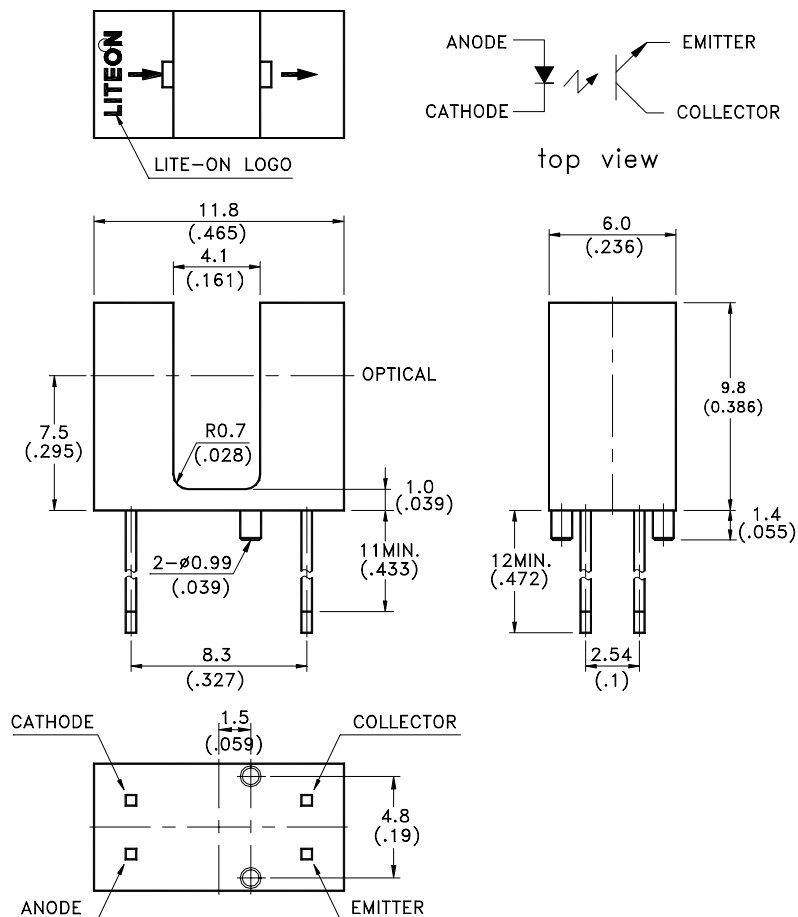 LITEON
ANODE
EMITTER
CATHODE
COLLECTOR
LITE-ON LOGO
top view
11.8
(.465)
4.1
(.161)
6.0
(.236)
OPTICAL
9.8
(0.386)
7.5
(.295)
R0.7
(.028)
1.0
(.039)
1.4
(.055)
2-ø0.99
(.039)
11MIN.
(.433)
12MIN.
(.472)
8.3
(.327)
2.54
(.1)
CATHODE
1.5
(.059)
COLLECTOR
4.8
(.19)
ANODE
EMITTER